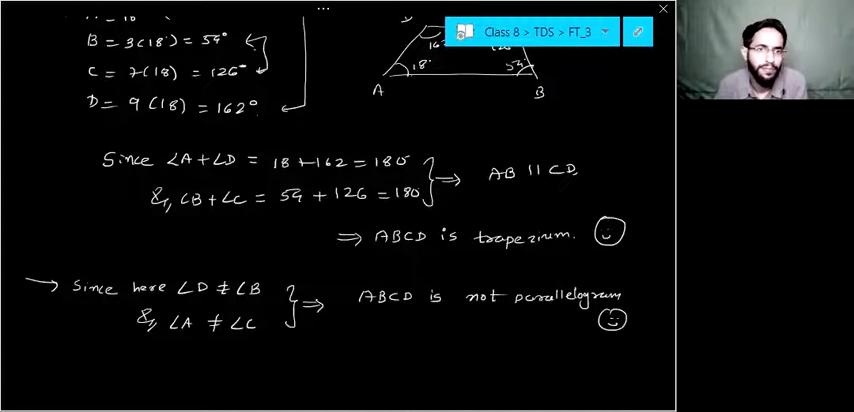 B = 3(18°) = 54°
C = 7(18) = 126°
D = 9(18) = 162°
Class 8 > TDS > FT_3
18°
54
A
B
Since ∠A+∠D = 18+162 = 180
&, ∠B+∠C = 54 + 126 = 180 ⇒ AB || CD,
⇒ ABCD is trapezium.
→ Since here ∠D ≠ ∠B
&, ∠A ≠ ∠C ⇒ ABCD is not parallelogram